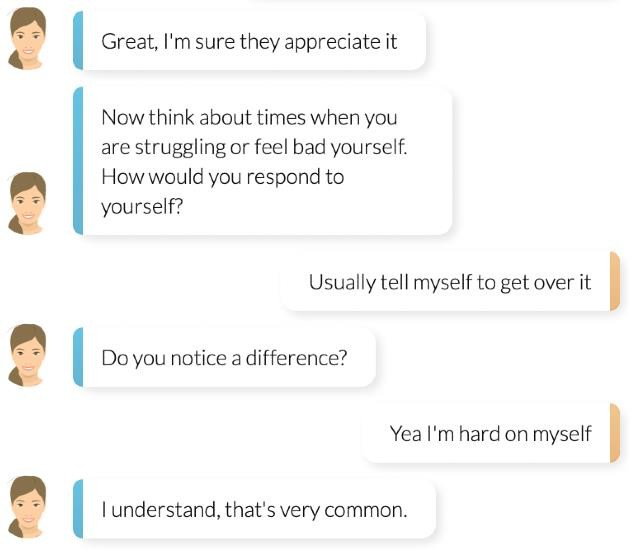 Great, I'm sure they appreciate it
Now think about times when you
are struggling or feel bad yourself.
How would you respond to
yourself?
Usually tell myself to get over it
Do you notice a difference?
Yea I'm hard on myself
I understand, that's very common.